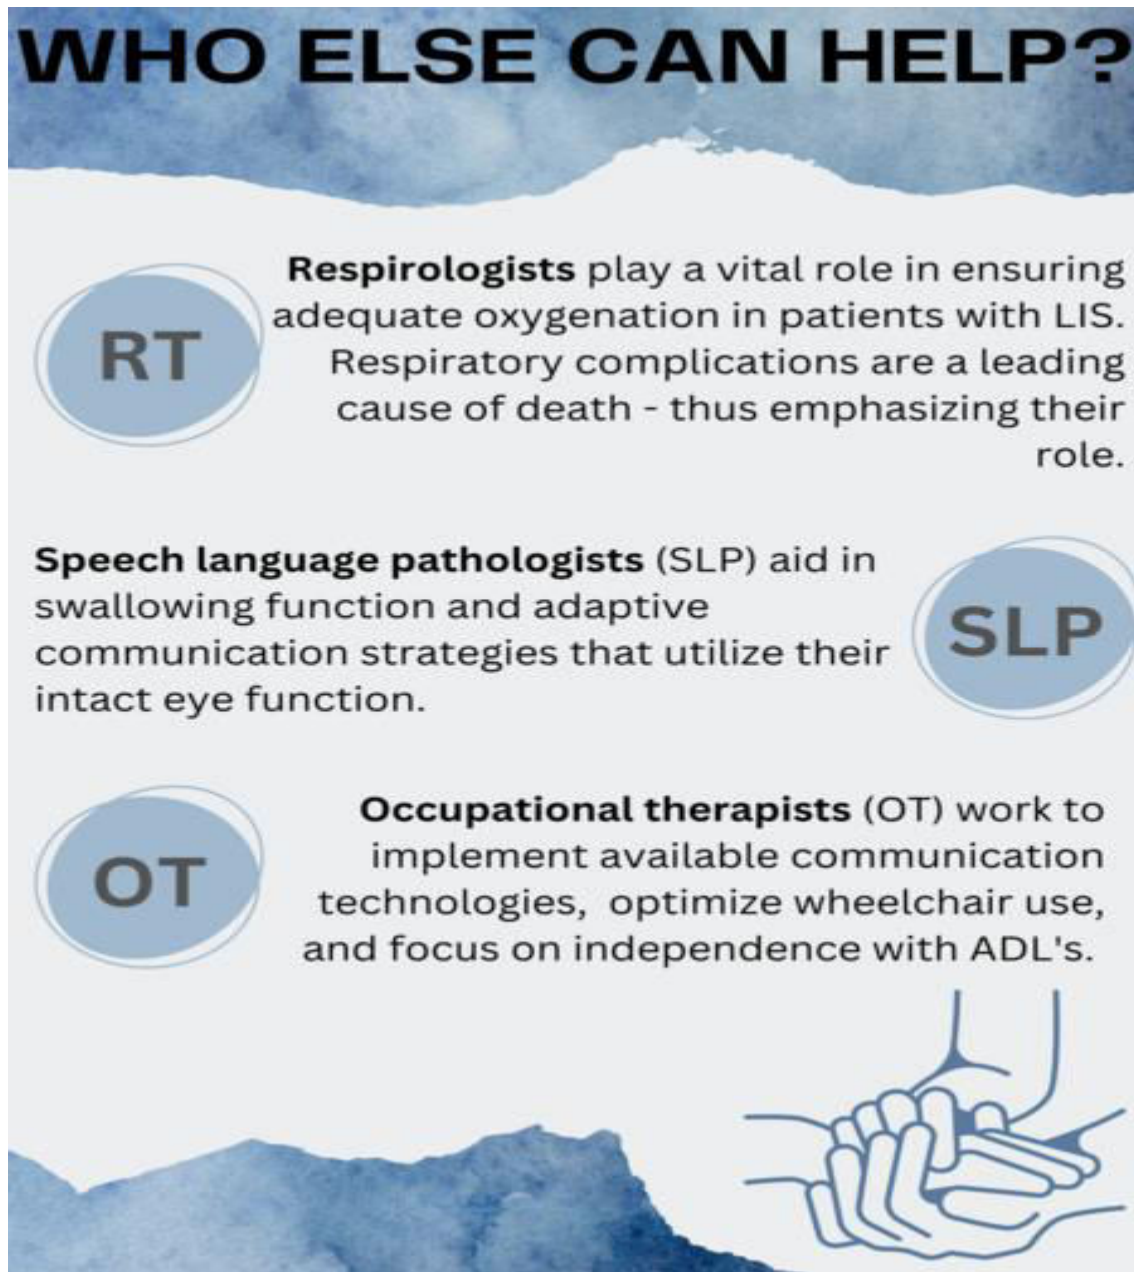 WHO ELSE CAN HELP?
RT
Respirologists play a vital role in ensuring
adequate oxygenation in patients with LIS.
Respiratory complications are a leading
cause of death - thus emphasizing their
role.
Speech language pathologists (SLP) aid in
swallowing function and adaptive
communication strategies that utilize their
intact eye function.
SLP
OT
Occupational therapists (OT) work to
implement available communication
technologies, optimize wheelchair use,
and focus on independence with ADL's.